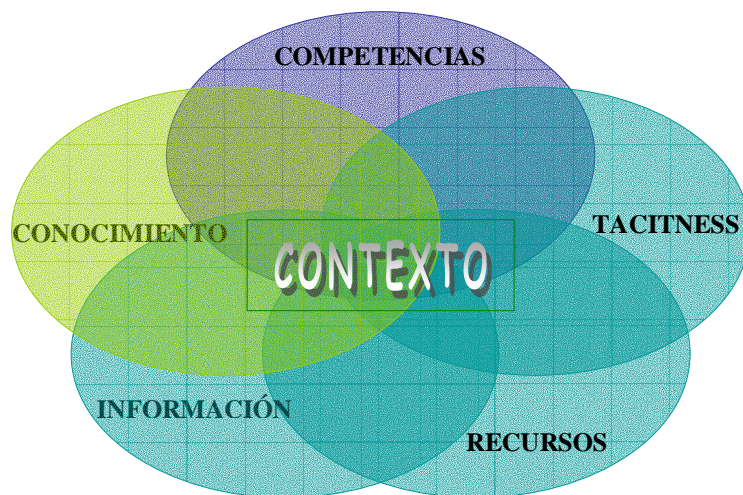 COMPETENCIAS
TACITNESS
CONOCIMIENTO
CONTEXTO
INFORMACIÓN
RECURSOS